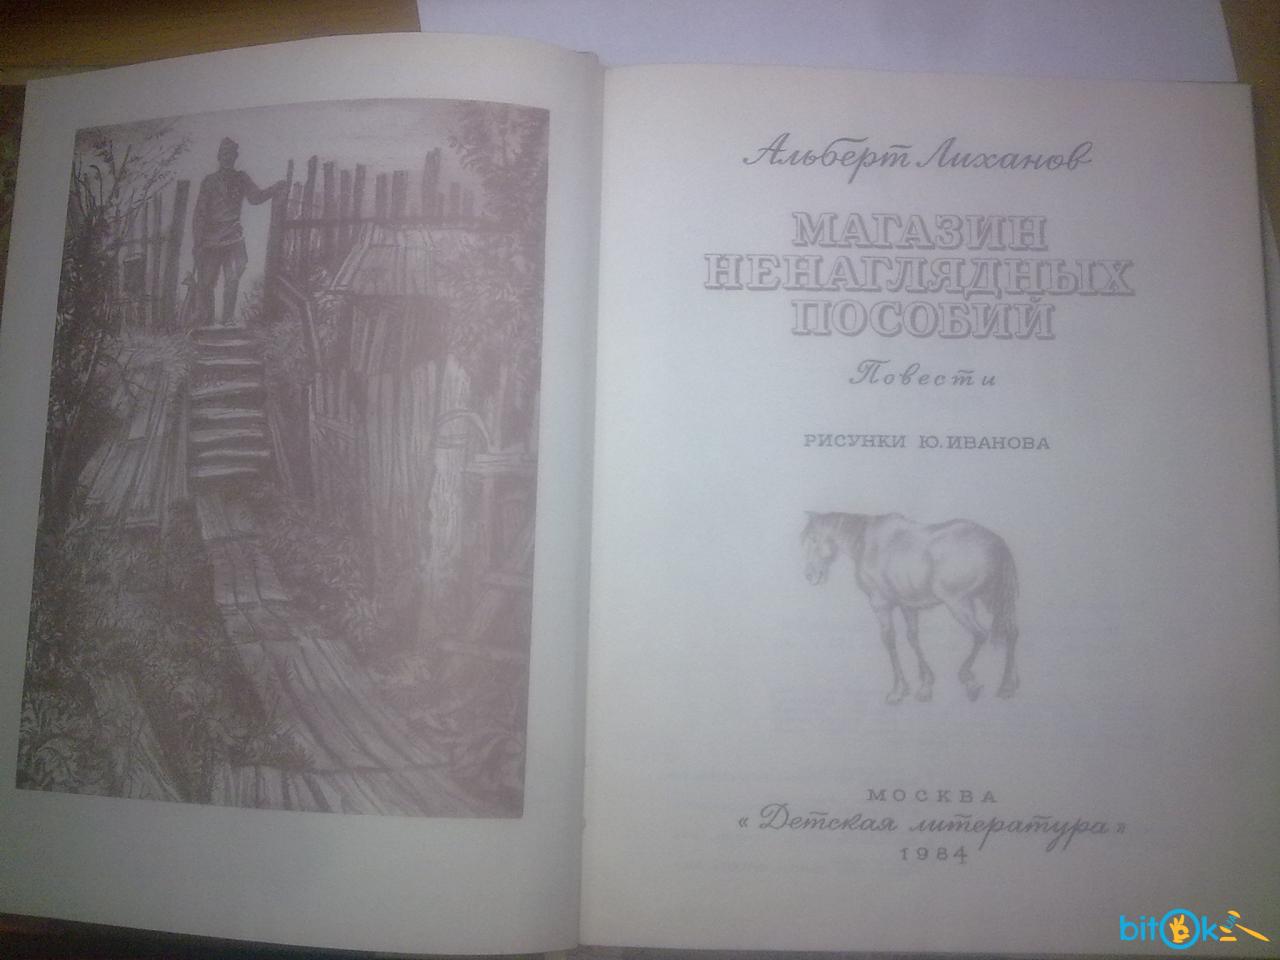 Альберт Лиханов
МАГАЗИН
НЕНАГЛЯДНЫХ
ПОСОБИЙ
Повести
РИСУНКИ Ю. ИВАНОВА
МОСКВА
«Детская литература»
1984
bitOk